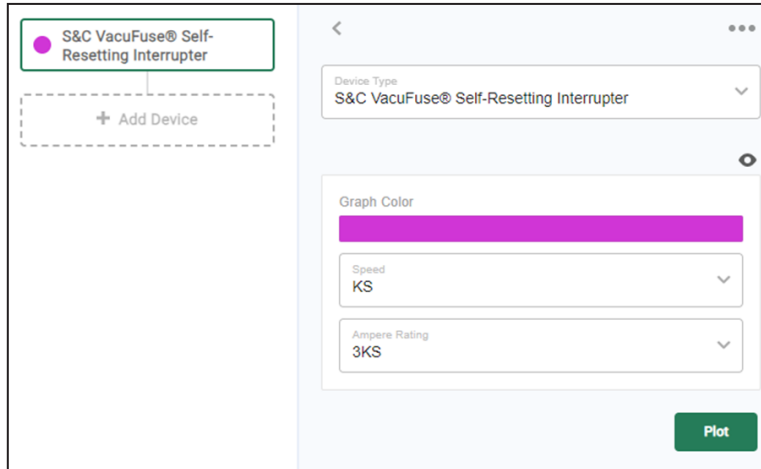 S&C VacuFuse® Self-
Resetting Interrupter
+ Add Device
Device Type
S&C VacuFuse® Self-Resetting Interrupter
Graph Color
Speed
KS
Ampere Rating
3KS
Plot